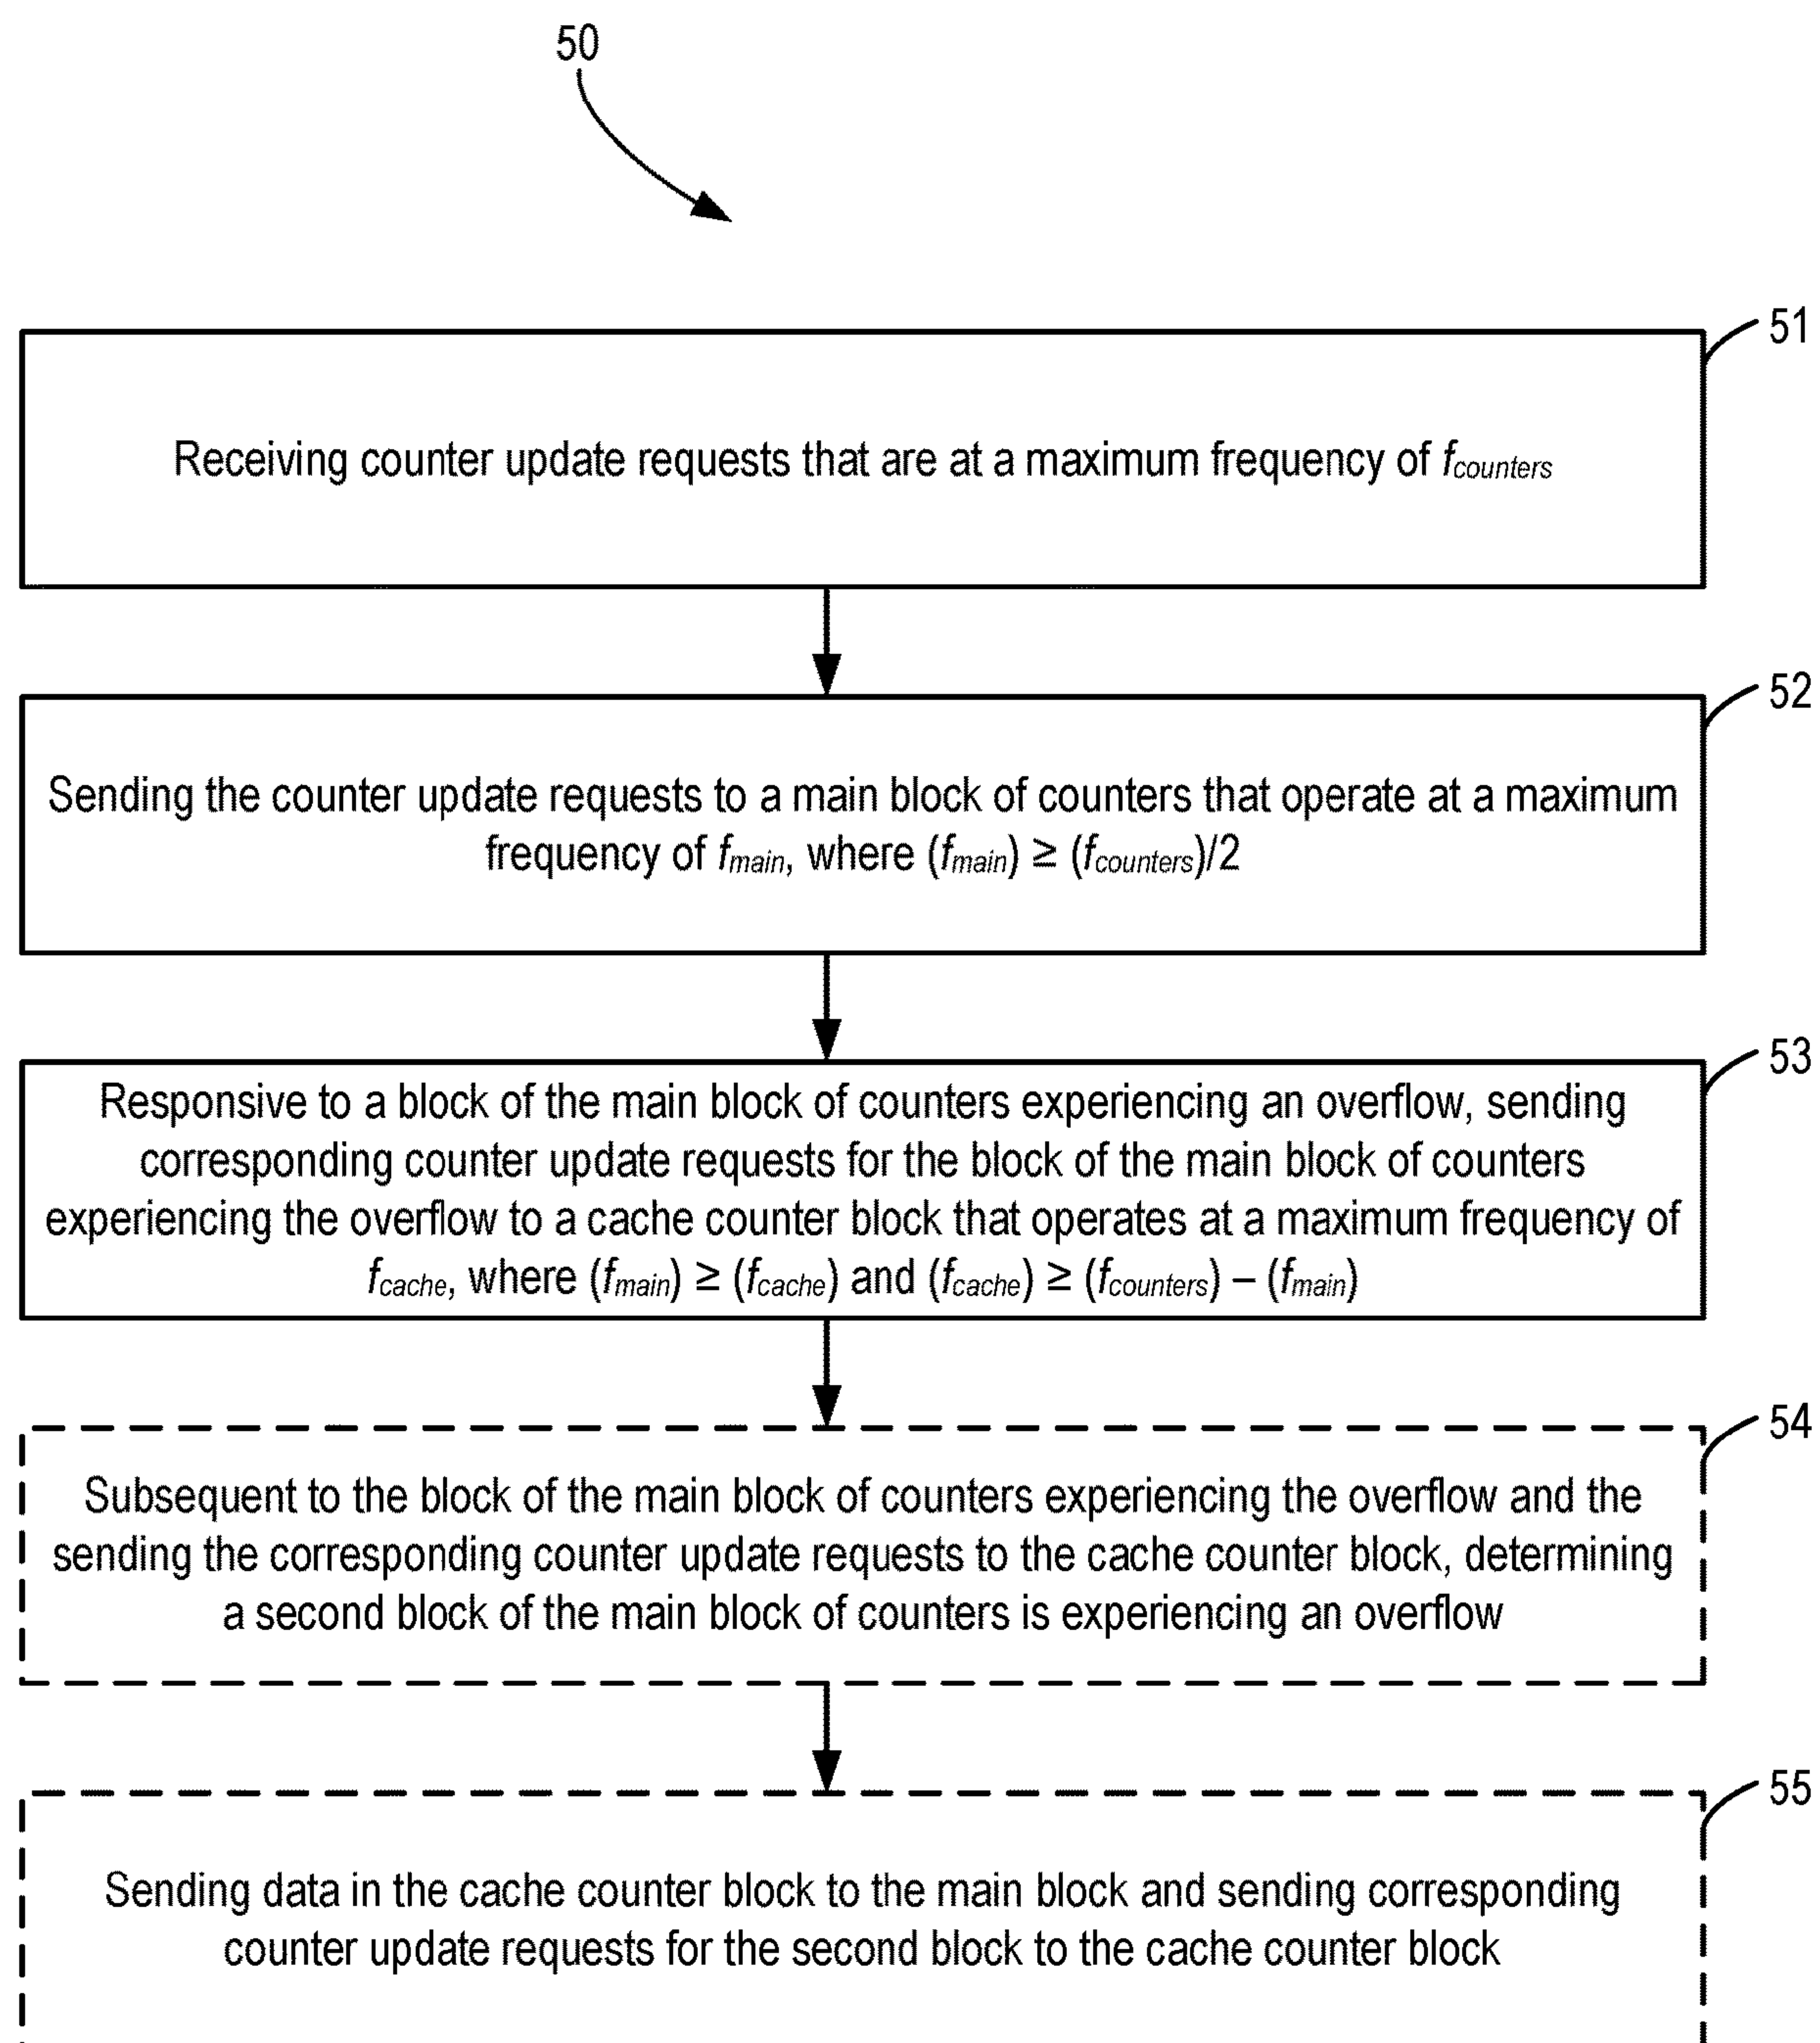 50
51
Receiving counter update requests that are at a maximum frequency of fcounters
52
Sending the counter update requests to a main block of counters that operate at a maximum
frequency of fmain, where (fmain) ≥ (fcounters)/2
53
Responsive to a block of the main block of counters experiencing an overflow, sending
corresponding counter update requests for the block of the main block of counters
experiencing the overflow to a cache counter block that operates at a maximum frequency of
fcache, where (fmain) ≥ (fcache) and (fcache) ≥ (fcounters) – (fmain)
54
Subsequent to the block of the main block of counters experiencing the overflow and the
sending the corresponding counter update requests to the cache counter block, determining
a second block of the main block of counters is experiencing an overflow
55
Sending data in the cache counter block to the main block and sending corresponding
counter update requests for the second block to the cache counter block